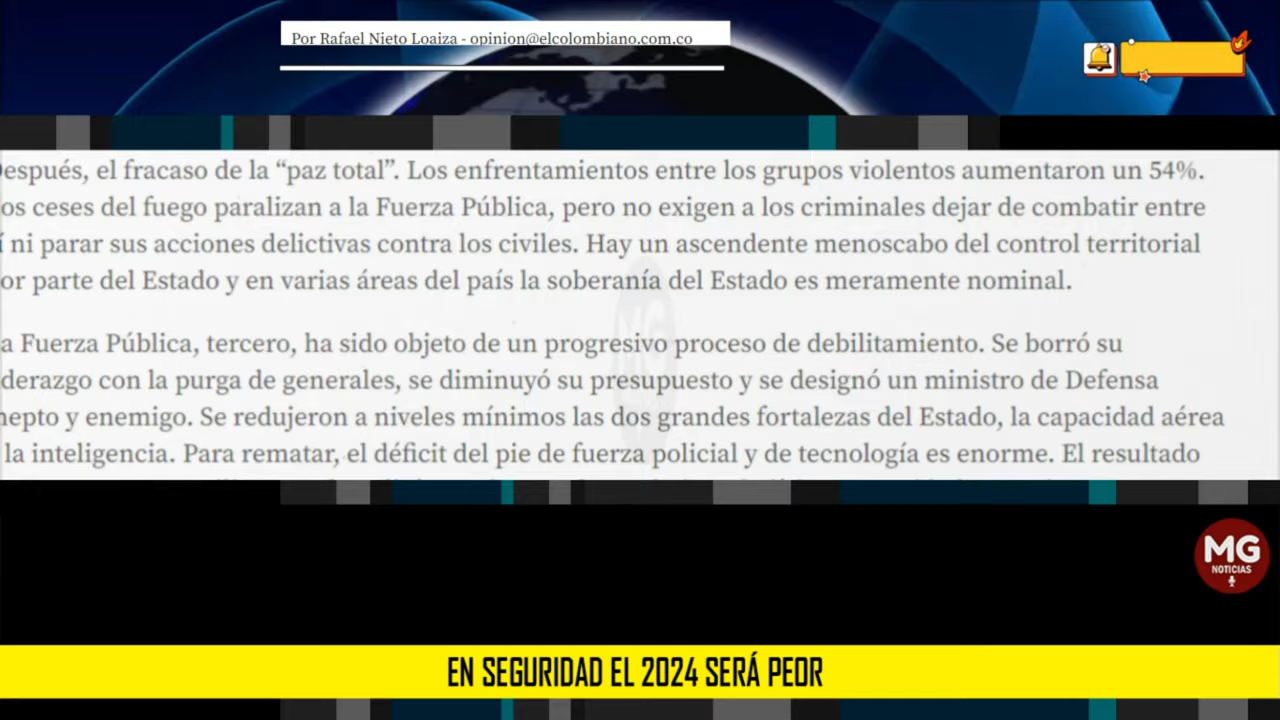 Por Rafael Nieto Loaiza - opinion@elcolombiano.com.co
Después, el fracaso de la “paz total”. Los enfrentamientos entre los grupos violentos aumentaron un 54%.
os ceses del fuego paralizan a la Fuerza Pública, pero no exigen a los criminales dejar de combatir entre
í ni parar sus acciones delictivas contra los civiles. Hay un ascendente menoscabo del control territorial
or parte del Estado y en varias áreas del país la soberanía del Estado es meramente nominal.
a Fuerza Pública, tercero, ha sido objeto de un progresivo proceso de debilitamiento. Se borró su
derazgo con la purga de generales, se diminuyó su presupuesto y se designó un ministro de Defensa
nepto y enemigo. Se redujeron a niveles mínimos las dos grandes fortalezas del Estado, la capacidad aérea
la inteligencia. Para rematar, el déficit del pie de fuerza policial y de tecnología es enorme. El resultado
MG
NOTICIAS
EN SEGURIDAD EL 2024 SERÁ PEOR